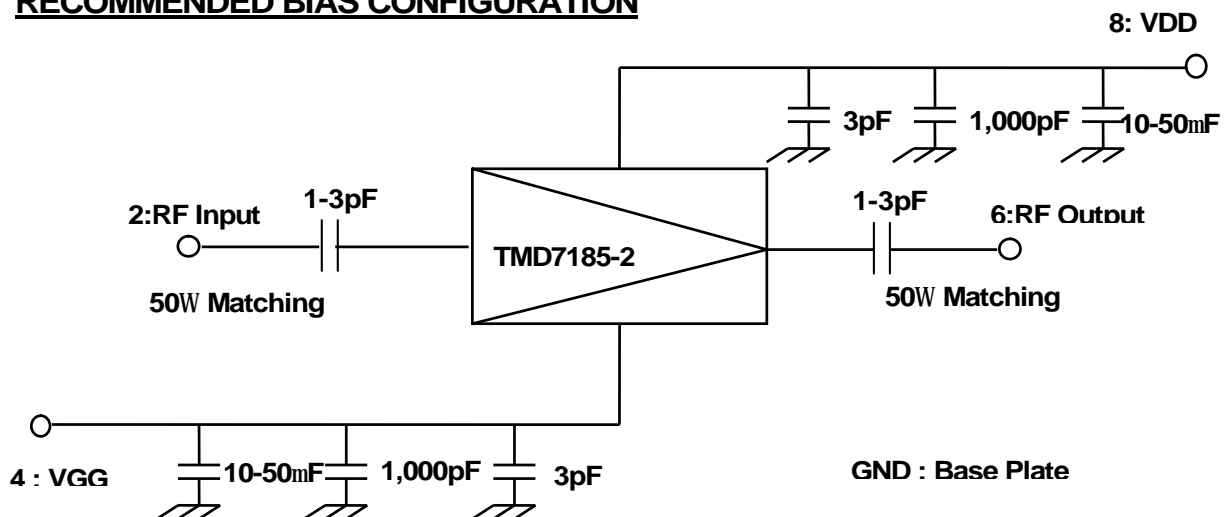 RECOMMENDED BIAS CONFIGURATION
8: VDD
3pF
1,000pF
10-50mF
1-3pF
2:RF Input
1-3pF
6:RF Output
TMD7185-2
50W Matching
50W Matching
4 : VGG
10-50mF
1,000pF
3pF
GND : Base Plate